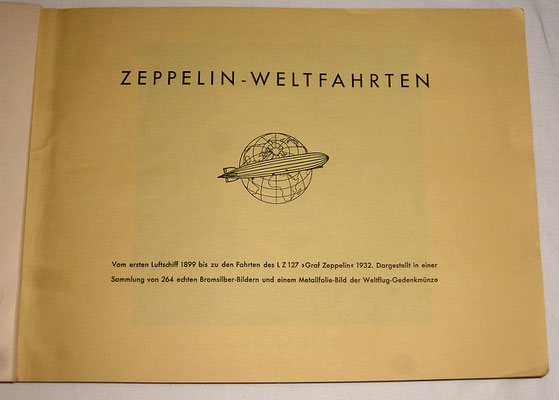 ZEPPELIN-WELTFAHRTEN
Vom ersten Luftschiff 1899 bis zu den Fahrten des L Z 127 »Graf Zeppelin« 1932. Dargestellt in einer
Sammlung von 264 echten Bromsilber-Bildern und einem Metallfolie-Bild der Weltflug-Gedenkmünze